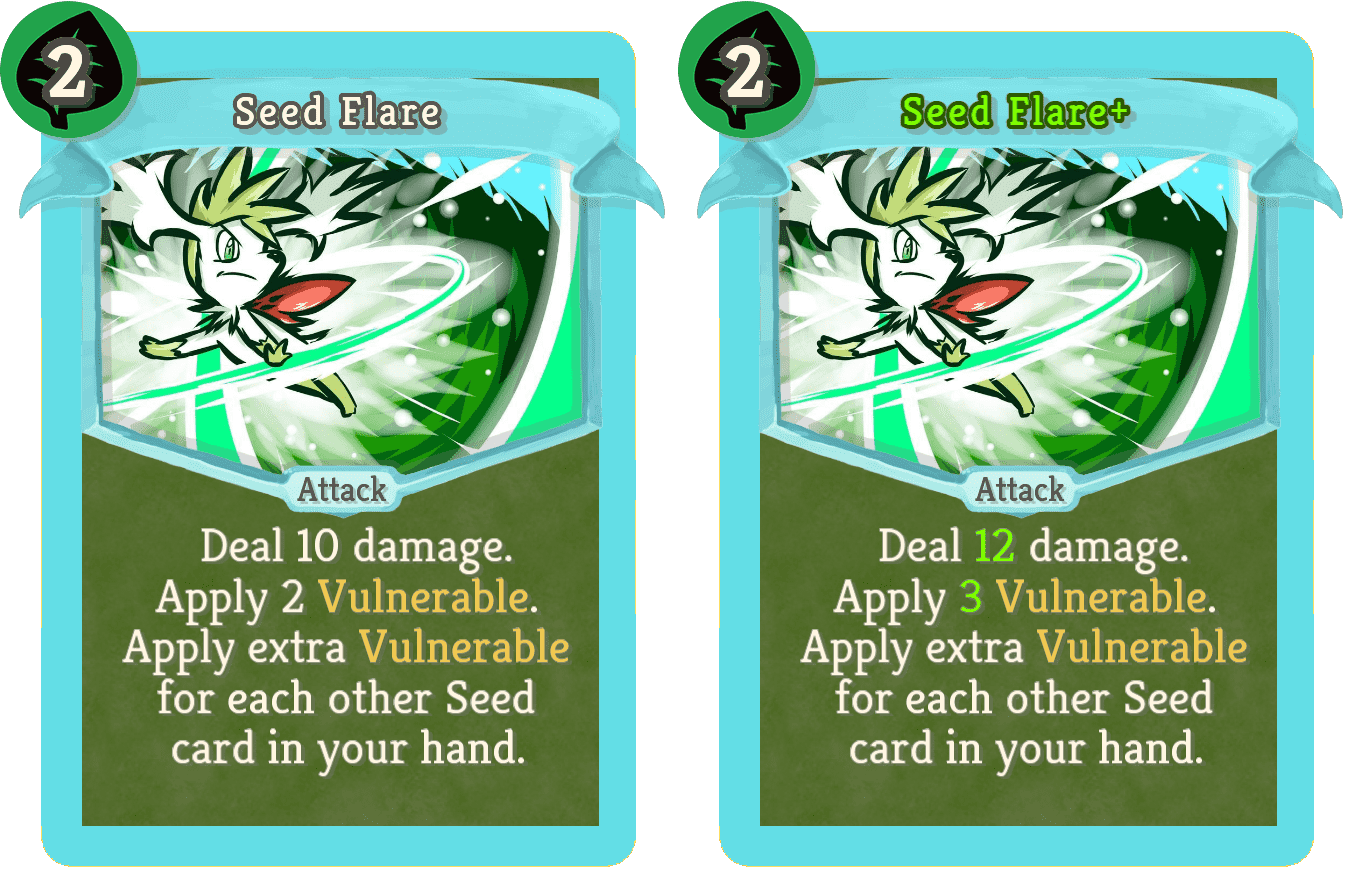 2
Seed Flare
Attack
Deal 10 damage.
Apply 2 Vulnerable.
Apply extra Vulnerable
for each other Seed
card in your hand.
2
Seed Flare+
Attack
Deal 12 damage.
Apply 3 Vulnerable.
Apply extra Vulnerable
for each other Seed
card in your hand.